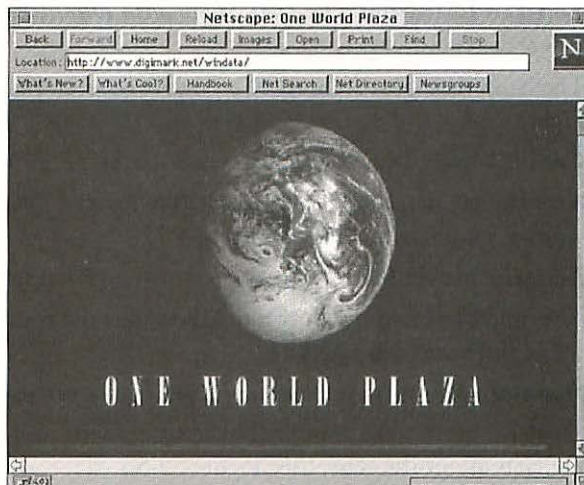 Netscape: One World Plaza
Back Forward Home Reload Images Open Print Find Stop
Location: http://www.digimark.net/wlndata/
N
What's New? What's Cool? Handbook Net Search Net Directory Newsgroups
ONE WORLD PLAZA